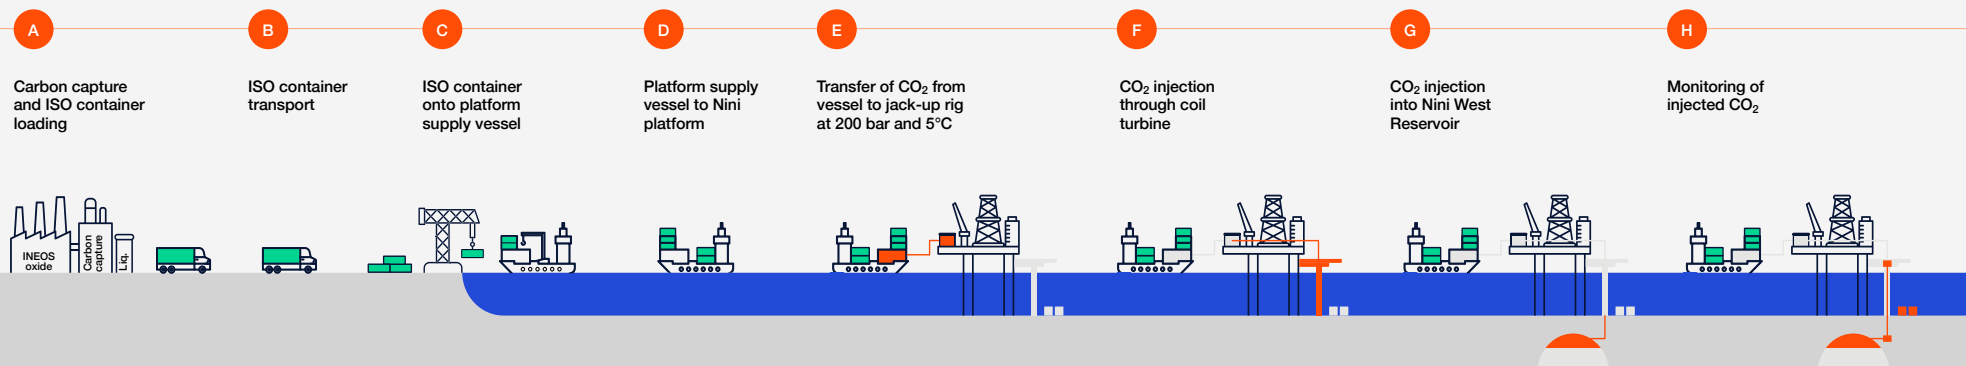 A
Carbon capture
and ISO container
loading
B
ISO container
transport
C
ISO container
onto platform
supply vessel
D
Platform supply
vessel to Nini
platform
E
Transfer of CO₂ from
vessel to jack-up rig
at 200 bar and 5°C
F
CO₂ injection
through coil
turbine
G
CO₂ injection
into Nini West
Reservoir
H
Monitoring of
injected CO₂
INEOS
oxide
Carbon
capture
Liq.